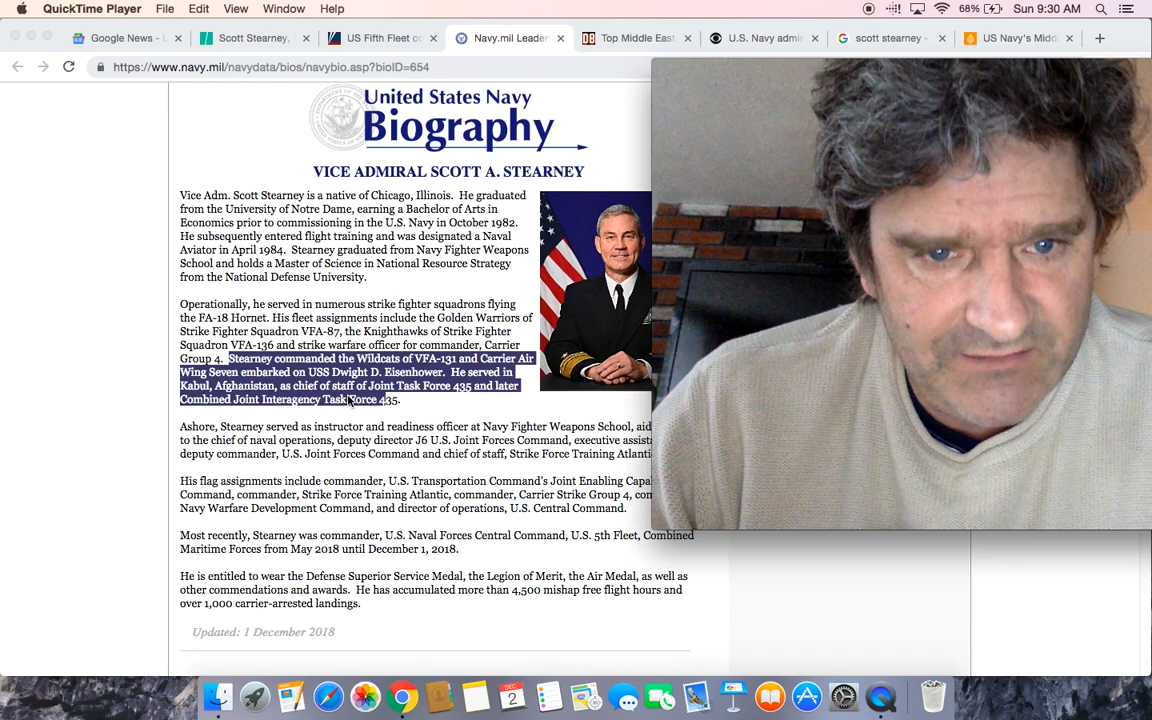 QuickTime Player File Edit View Window Help 68% Sun 9:30 AM
Google News - L
Scott Stearney,
US Fifth Fleet co
Navy.mil Leader
Top Middle East
U.S. Navy admir
scott stearney -
US Navy's Midd
https://www.navy.mil/navydata/bios/navybio.asp?bioID=654
United States Navy
Biography
VICE ADMIRAL SCOTT A. STEARNEY
Vice Adm. Scott Stearney is a native of Chicago, Illinois. He graduated
from the University of Notre Dame, earning a Bachelor of Arts in
Economics prior to commissioning in the U.S. Navy in October 1982.
He subsequently entered flight training and was designated a Naval
Aviator in April 1984. Stearney graduated from Navy Fighter Weapons
School and holds a Master of Science in National Resource Strategy
from the National Defense University.
Operationally, he served in numerous strike fighter squadrons flying
the FA-18 Hornet. His fleet assignments include the Golden Warriors of
Strike Fighter Squadron VFA-87, the Knighthawks of Strike Fighter
Squadron VFA-136 and strike warfare officer for commander, Carrier
Group 4. Stearney commanded the Wildcats of VFA-131 and Carrier Air
Wing Seven embarked on USS Dwight D. Eisenhower. He served in
Kabul, Afghanistan, as chief of staff of Joint Task Force 435 and later
Combined Joint Interagency Task Force 435.
Ashore, Stearney served as instructor and readiness officer at Navy Fighter Weapons School, aid
to the chief of naval operations, deputy director J6 U.S. Joint Forces Command, executive assist
deputy commander, U.S. Joint Forces Command and chief of staff, Strike Force Training Atlanti
His flag assignments include commander, U.S. Transportation Command's Joint Enabling Capa
Command, commander, Strike Force Training Atlantic, commander, Carrier Strike Group 4, com
Navy Warfare Development Command, and director of operations, U.S. Central Command.
Most recently, Stearney was commander, U.S. Naval Forces Central Command, U.S. 5th Fleet, Combined
Maritime Forces from May 2018 until December 1, 2018.
He is entitled to wear the Defense Superior Service Medal, the Legion of Merit, the Air Medal, as well as
other commendations and awards. He has accumulated more than 4,500 mishap free flight hours and
over 1,000 carrier-arrested landings.
Updated: 1 December 2018
DEC
2